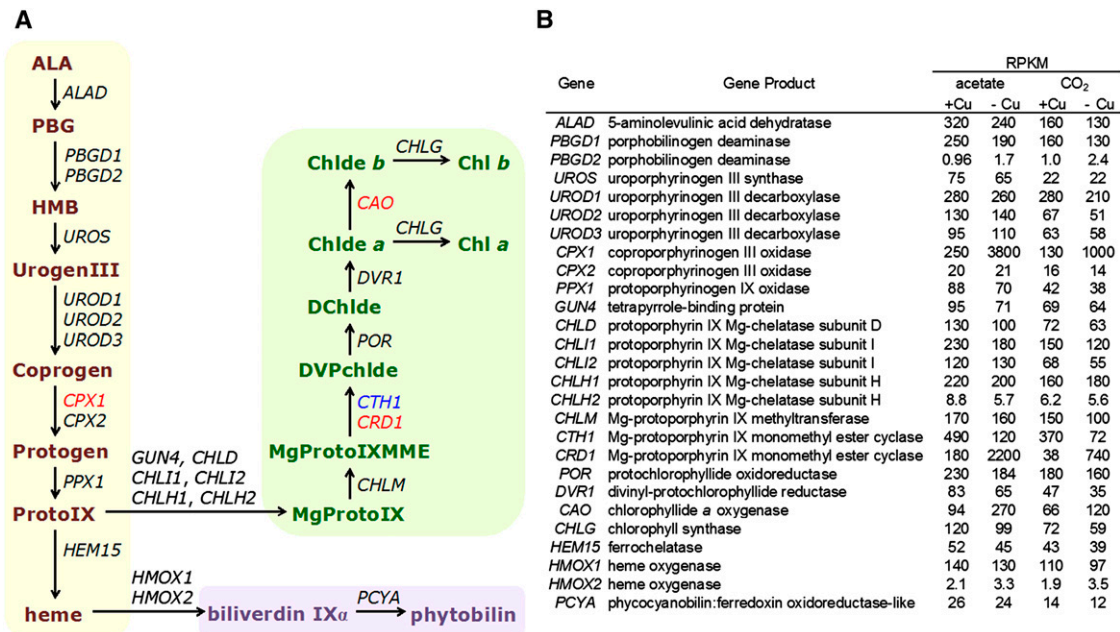 A
ALA
ALAD
PBG
PBGD1
PBGD2
HMB
UROS
UrogenIII
UROD1
UROD2
UROD3
Coprogen
CPX1
CPX2
Protogen
PPX1
ProtoIX
HEM15
heme
GUN4, CHLD
CHLI1, CHLI2
CHLH1, CHLH2
HMOX1
HMOX2
Chlde b CHLG Chl b
CAO
Chlde a CHLG Chl a
DVR1
DChlde
POR
DVPchlde
CTH1
CRD1
MgProtoIXMME
CHLM
MgProtoIX
biliverdin IXα PCYA phytobilin
B
RPKM
Gene Gene Product acetate CO2
+Cu - Cu +Cu - Cu
ALAD 5-aminolevulinic acid dehydratase 320 240 160 130
PBGD1 porphobilinogen deaminase 250 190 160 130
PBGD2 porphobilinogen deaminase 0.96 1.7 1.0 2.4
UROS uroporphyrinogen III synthase 75 65 22 22
UROD1 uroporphyrinogen III decarboxylase 280 260 280 210
UROD2 uroporphyrinogen III decarboxylase 130 140 67 51
UROD3 uroporphyrinogen III decarboxylase 95 110 63 58
CPX1 coproporphyrinogen III oxidase 250 3800 130 1000
CPX2 coproporphyrinogen III oxidase 20 21 16 14
PPX1 protoporphyrinogen IX oxidase 88 70 42 38
GUN4 tetrapyrrole-binding protein 95 71 69 64
CHLD protoporphyrin IX Mg-chelatase subunit D 130 100 72 63
CHLI1 protoporphyrin IX Mg-chelatase subunit I 230 180 150 120
CHLI2 protoporphyrin IX Mg-chelatase subunit I 120 130 68 55
CHLH1 protoporphyrin IX Mg-chelatase subunit H 220 200 160 180
CHLH2 protoporphyrin IX Mg-chelatase subunit H 8.8 5.7 6.2 5.6
CHLM Mg-protoporphyrin IX methyltransferase 170 160 150 100
CTH1 Mg-protoporphyrin IX monomethyl ester cyclase 490 120 370 72
CRD1 Mg-protoporphyrin IX monomethyl ester cyclase 180 2200 38 740
POR protochlorophyllide oxidoreductase 230 184 180 160
DVR1 divinyl-protochlorophyllide reductase 83 65 47 35
CAO chlorophyllide a oxygenase 94 270 66 120
CHLG chlorophyll synthase 120 99 72 59
HEM15 ferrochelatase 52 45 43 39
HMOX1 heme oxygenase 140 130 110 97
HMOX2 heme oxygenase 2.1 3.3 1.9 3.5
PCYA phycocyanobilin:ferredoxin oxidoreductase-like 26 24 14 12